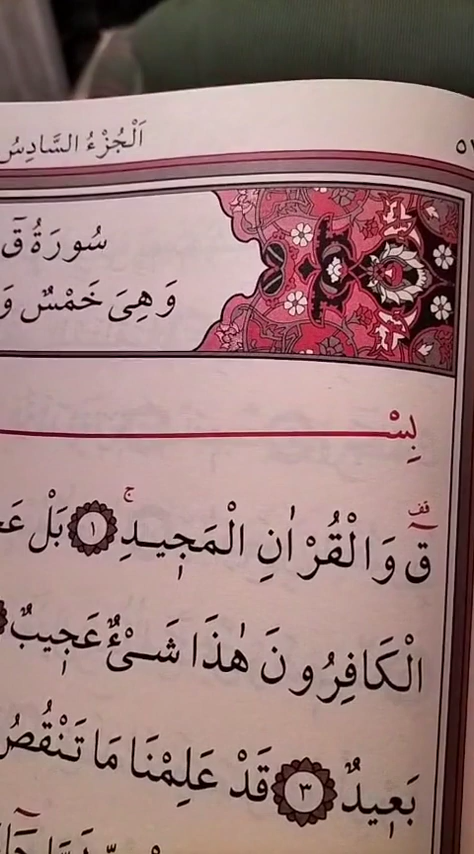 اَلْجُزْءُ السَّادِسُ
سُورَةُ قٓ
وَهِيَ خَمْسٌ
بِسْـ
قٓ وَالْقُرْاٰنِ الْمَجٖيدِ ۚ ﴿١﴾ بَلْ
الْكَافِرُونَ هٰذَا شَيْءٌ عَجٖيبٌ
بَعٖيدٌ ﴿٣﴾ قَدْ عَلِمْنَا مَا تَنْقُصُ